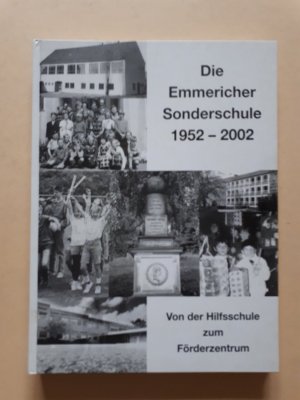 Die
Emmericher
Sonderschule
1952 – 2002
Von der Hilfsschule
zum
Förderzentrum